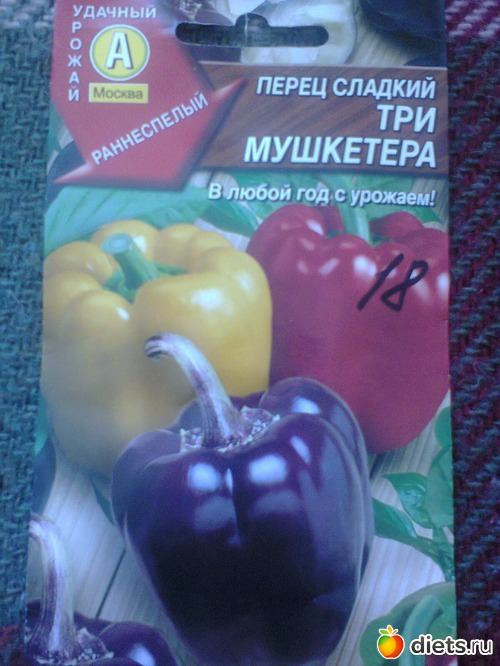 УДАЧНЫЙ
УРОЖАЙ
А
Москва
РАННЕСПЕЛЫЙ
ПЕРЕЦ СЛАДКИЙ
ТРИ
МУШКЕТЕРА
В любой год с урожаем!
18
diets.ru